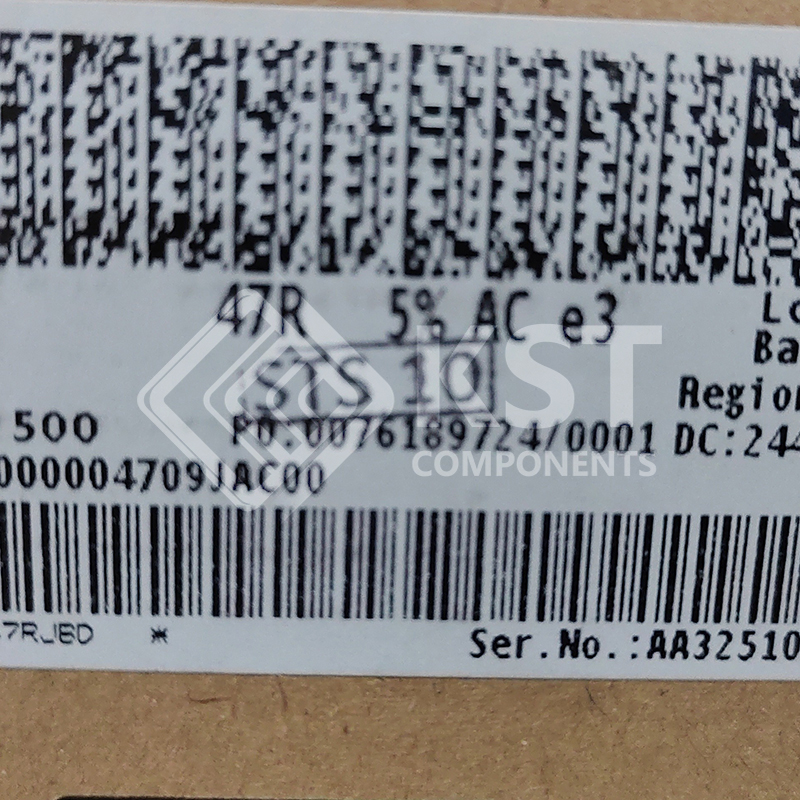 47R 5% AC e3
Lo
Ba
STS 10
KST
COMPONENTS
Region
500
PO.0076189724/0001 DC:244
000004709JAC00
7RJBD *
Ser.No.:AA32510